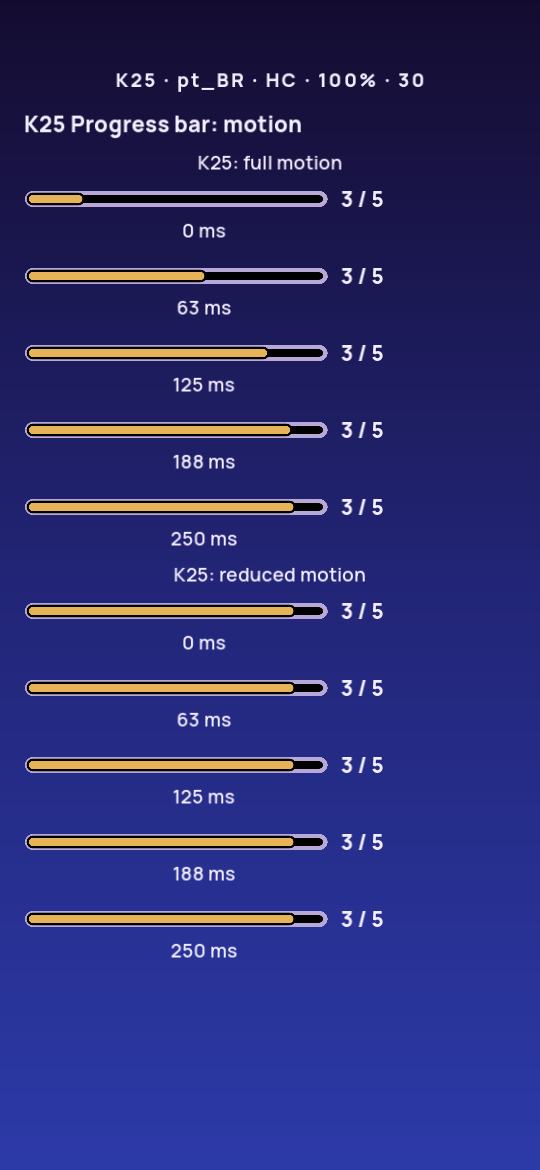 K25 · pt_BR · HC · 100% · 30
K25 Progress bar: motion
K25: full motion
3 / 5
0 ms
3 / 5
63 ms
3 / 5
125 ms
3 / 5
188 ms
3 / 5
250 ms
K25: reduced motion
3 / 5
0 ms
3 / 5
63 ms
3 / 5
125 ms
3 / 5
188 ms
3 / 5
250 ms